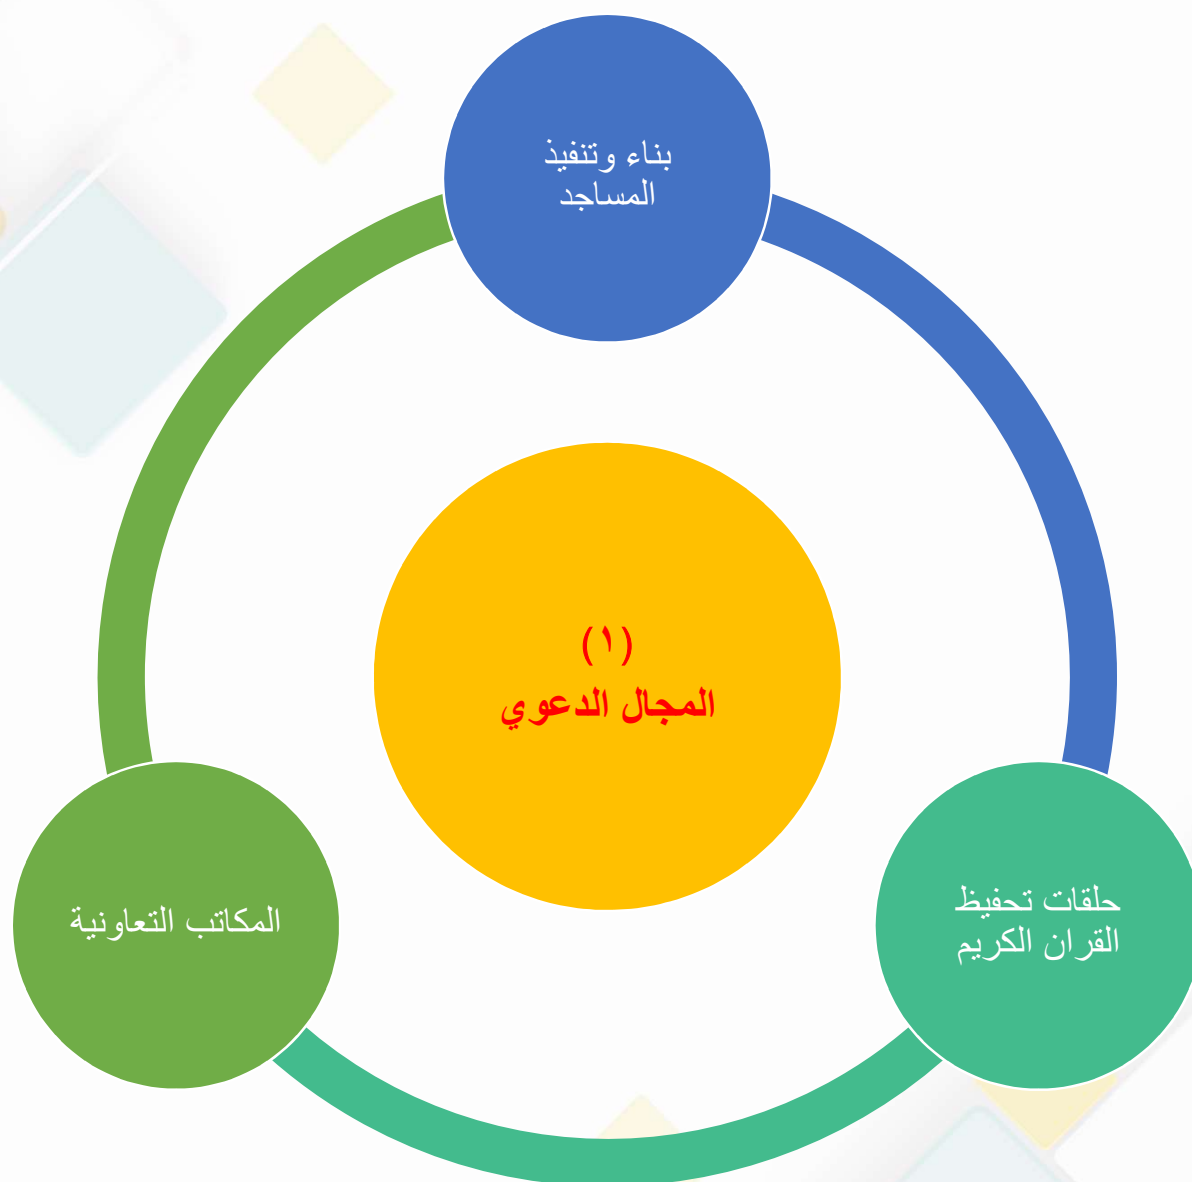 بناء وتنفيذ
المساجد
(١)
المجال الدعوي
حلقات تحفيظ
القران الكريم
المكاتب التعاونية